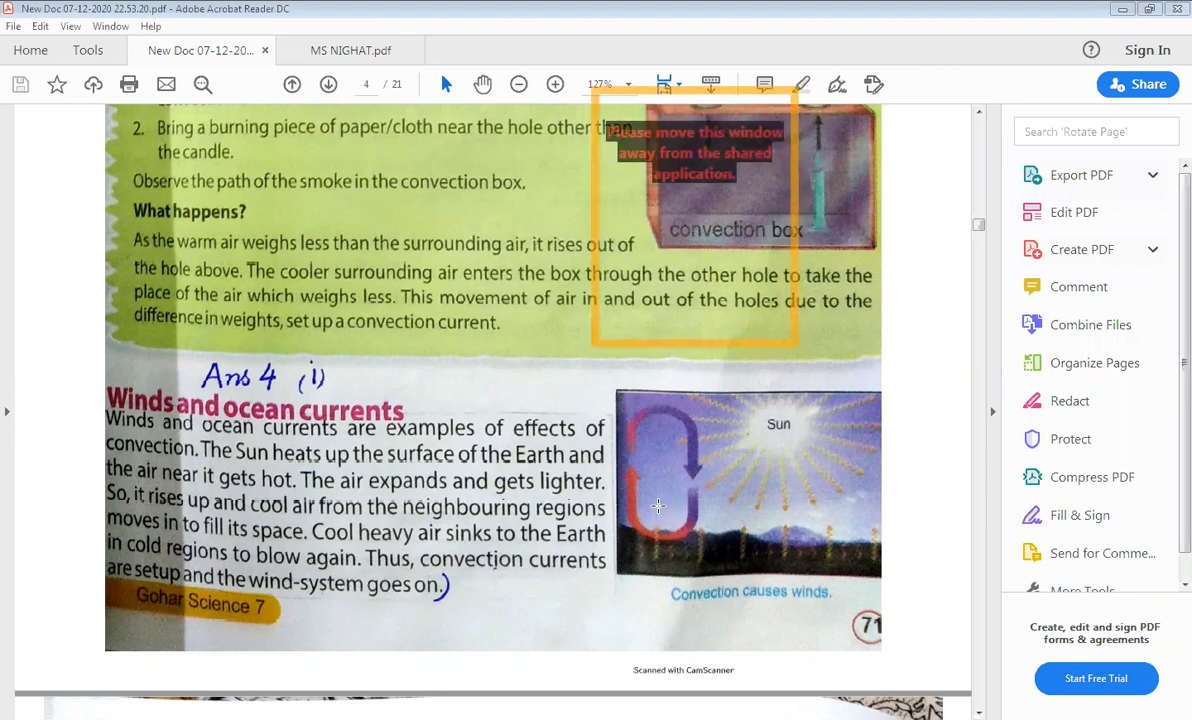 New Doc 07-12-2020 22.53.20.pdf - Adobe Acrobat Reader DC
File Edit View Window Help
Home Tools New Doc 07-12-20... × MS NIGHAT.pdf Sign In
4 / 21 127% Share
2. Bring a burning piece of paper/cloth near the hole other than
the candle.
Observe the path of the smoke in the convection box.
What happens?
As the warm air weighs less than the surrounding air, it rises out of
the hole above. The cooler surrounding air enters the box through the other hole to take the
place of the air which weighs less. This movement of air in and out of the holes due to the
difference in weights, set up a convection current.
Please move this window
away from the shared
application.
convection box
Ans 4 (i)
Winds and ocean currents
Winds and ocean currents are examples of effects of
convection. The Sun heats up the surface of the Earth and
the air near it gets hot. The air expands and gets lighter.
So, it rises up and cool air from the neighbouring regions
moves in to fill its space. Cool heavy air sinks to the Earth
in cold regions to blow again. Thus, convection currents
are setup and the wind-system goes on.)
Gohar Science 7
Sun
Convection causes winds.
71
Scanned with CamScanner
Search 'Rotate Page'
Export PDF
Edit PDF
Create PDF
Comment
Combine Files
Organize Pages
Redact
Protect
Compress PDF
Fill & Sign
Send for Comme...
More Tools
Create, edit and sign PDF
forms & agreements
Start Free Trial